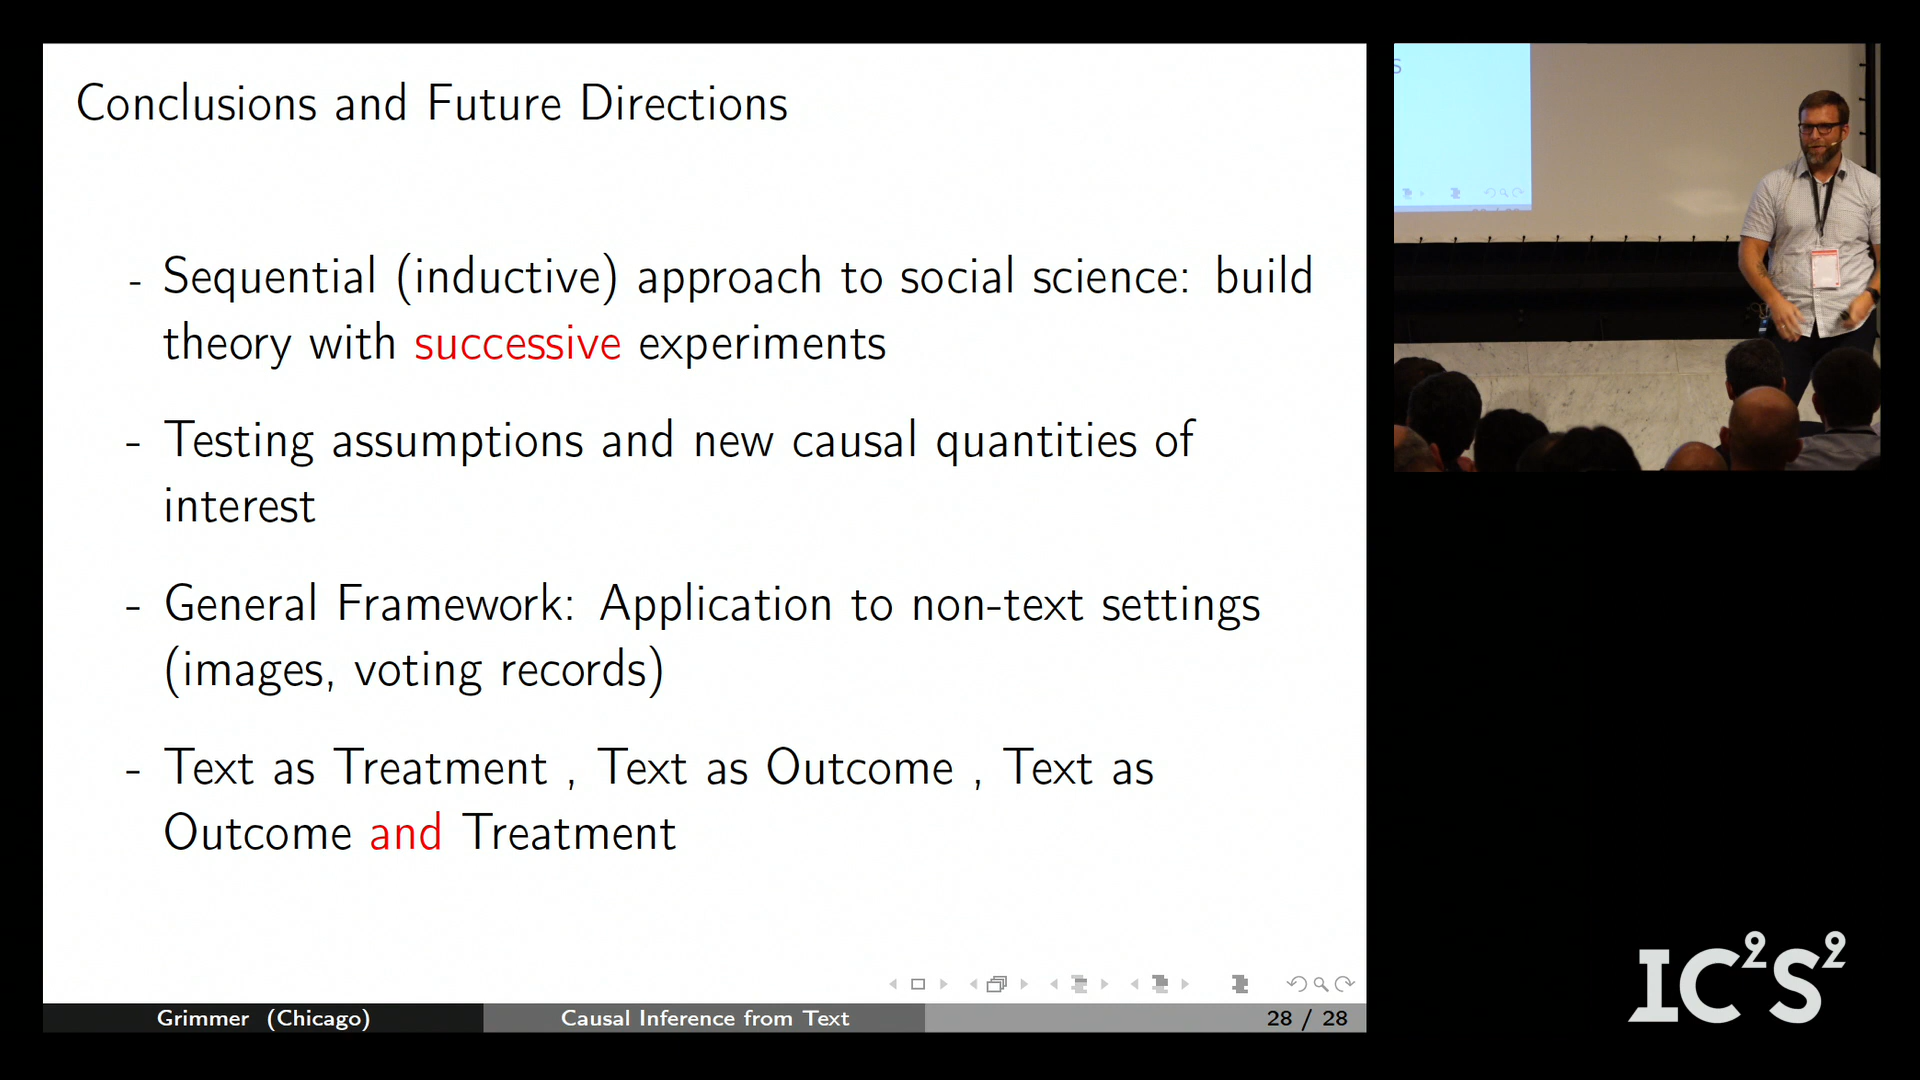 Conclusions and Future Directions
- Sequential (inductive) approach to social science: build
theory with successive experiments
- Testing assumptions and new causal quantities of
interest
- General Framework: Application to non-text settings
(images, voting records)
- Text as Treatment , Text as Outcome , Text as
Outcome and Treatment
Grimmer (Chicago)
Causal Inference from Text
28 / 28
s
IC²S²